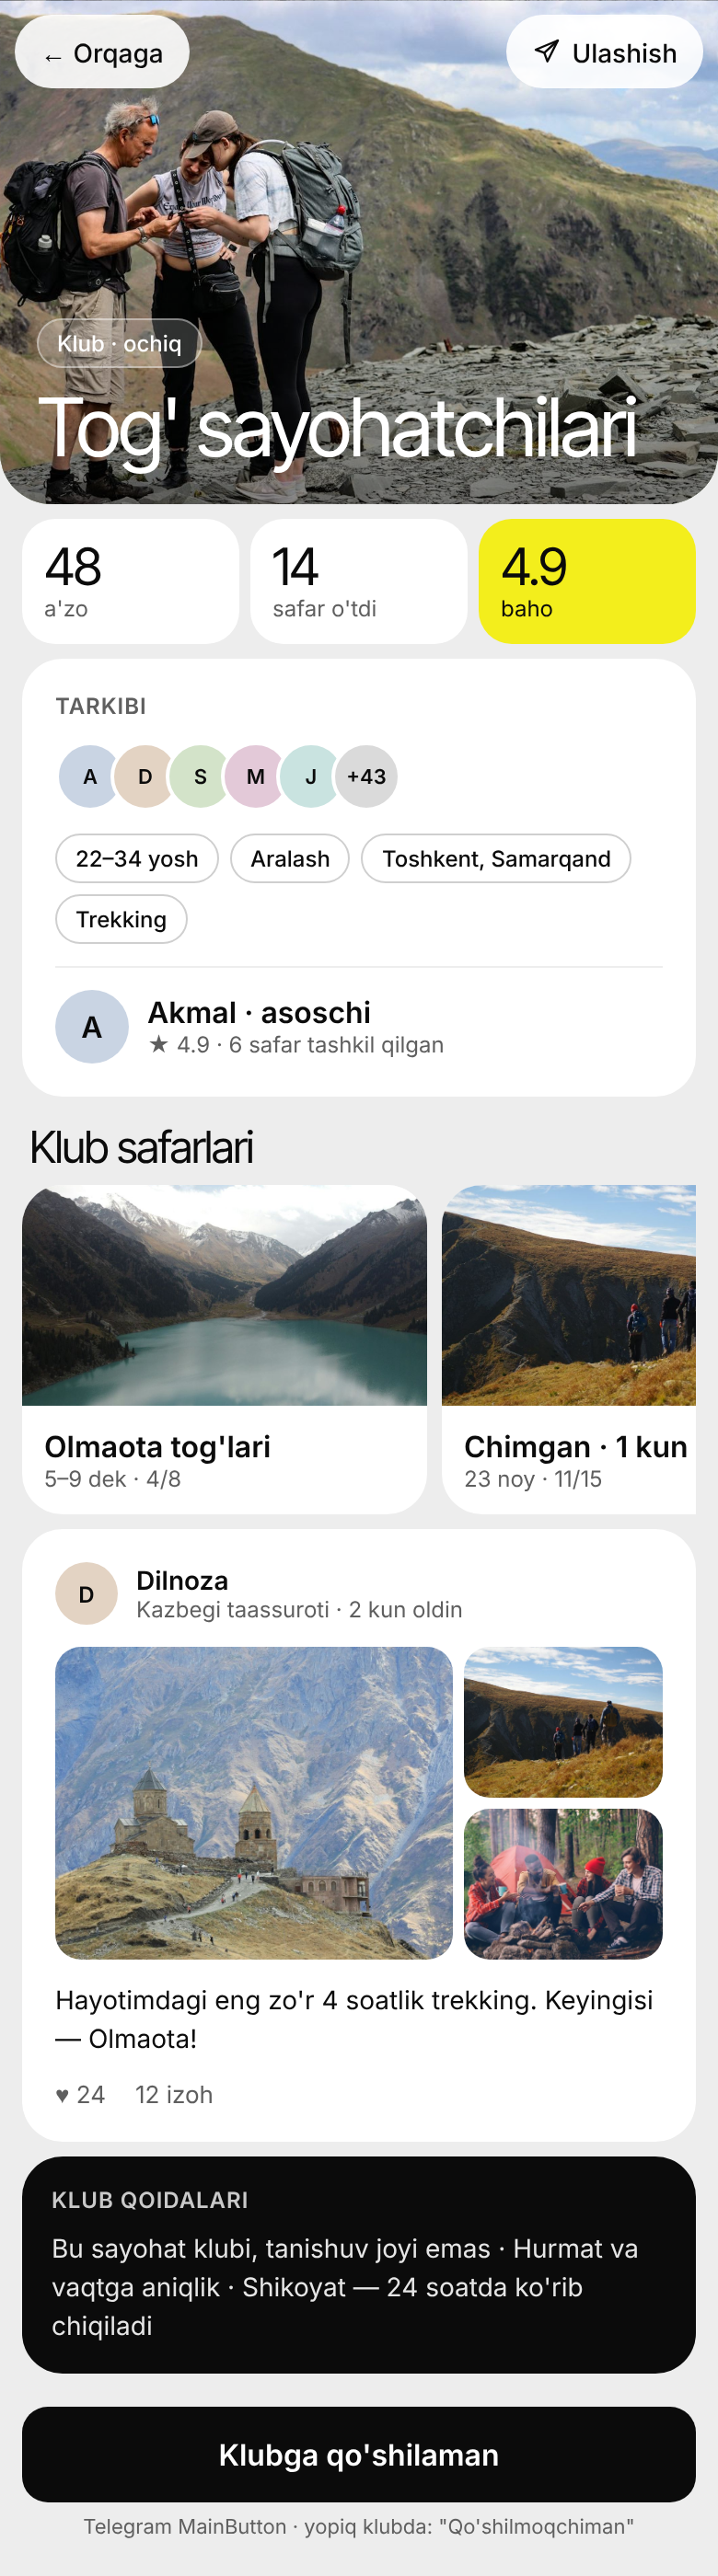 ← Orqaga
Ulashish
Klub · ochiq
Tog' sayohatchilari
48
a'zo
14
safar o'tdi
4.9
baho
TARKIBI
A D S M J +43
22–34 yosh
Aralash
Toshkent, Samarqand
Trekking
A
Akmal · asoschi
★ 4.9 · 6 safar tashkil qilgan
Klub safarlari
Olmaota tog'lari
5–9 dek · 4/8
Chimgan · 1 kun
23 noy · 11/15
D
Dilnoza
Kazbegi taassuroti · 2 kun oldin
Hayotimdagi eng zo'r 4 soatlik trekking. Keyingisi
— Olmaota!
♥ 24 12 izoh
KLUB QOIDALARI
Bu sayohat klubi, tanishuv joyi emas · Hurmat va
vaqtga aniqlik · Shikoyat — 24 soatda ko'rib
chiqiladi
Klubga qo'shilaman
Telegram MainButton · yopiq klubda: "Qo'shilmoqchiman"